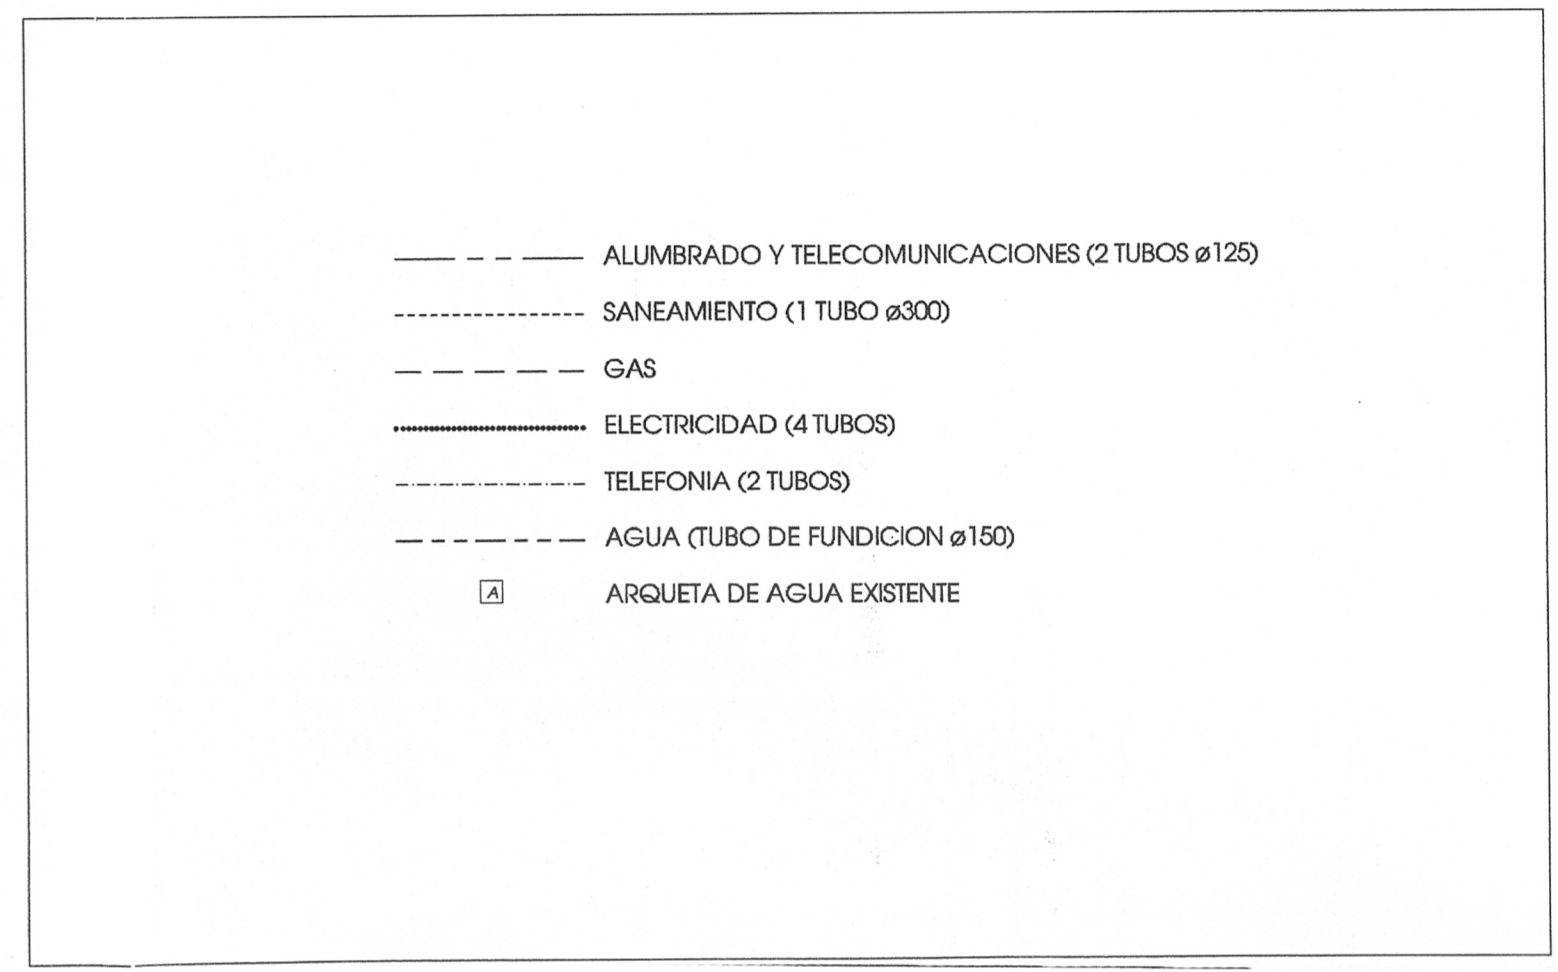 ALUMBRADO Y TELECOMUNICACIONES (2 TUBOS ø125)
SANEAMIENTO (1 TUBO ø300)
GAS
ELECTRICIDAD (4 TUBOS)
TELEFONIA (2 TUBOS)
AGUA (TUBO DE FUNDICION ø150)
A ARQUETA DE AGUA EXISTENTE